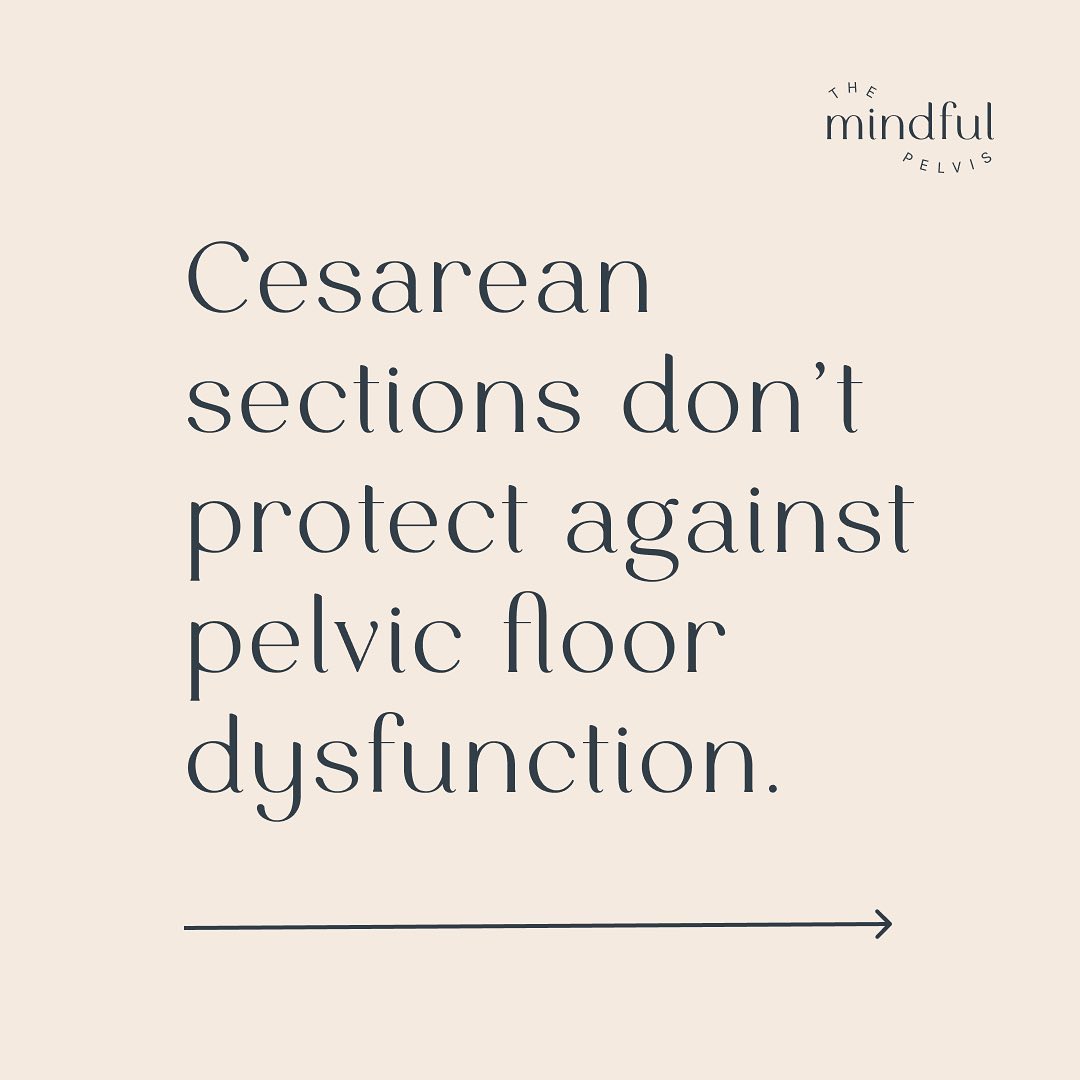 THE
mindful
PELVIS
Cesarean
sections don’t
protect against
pelvic floor
dysfunction.